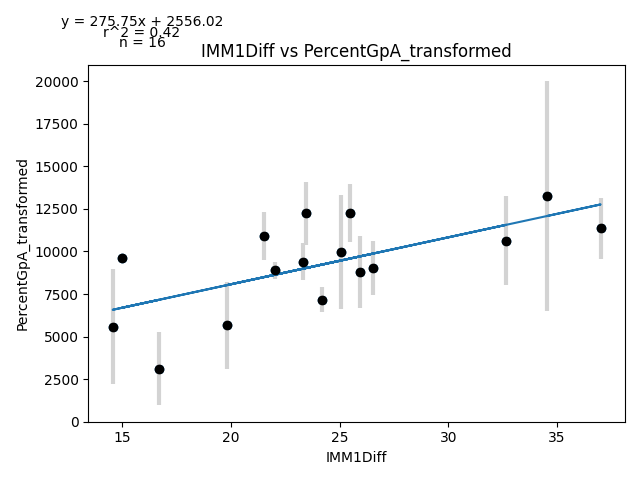 y = 275.75x + 2556.02
r^2 = 0.42
n = 16
IMM1Diff vs PercentGpA_transformed
20000
17500
15000
12500
10000
7500
5000
2500
0
PercentGpA_transformed
15 20 25 30 35
IMM1Diff